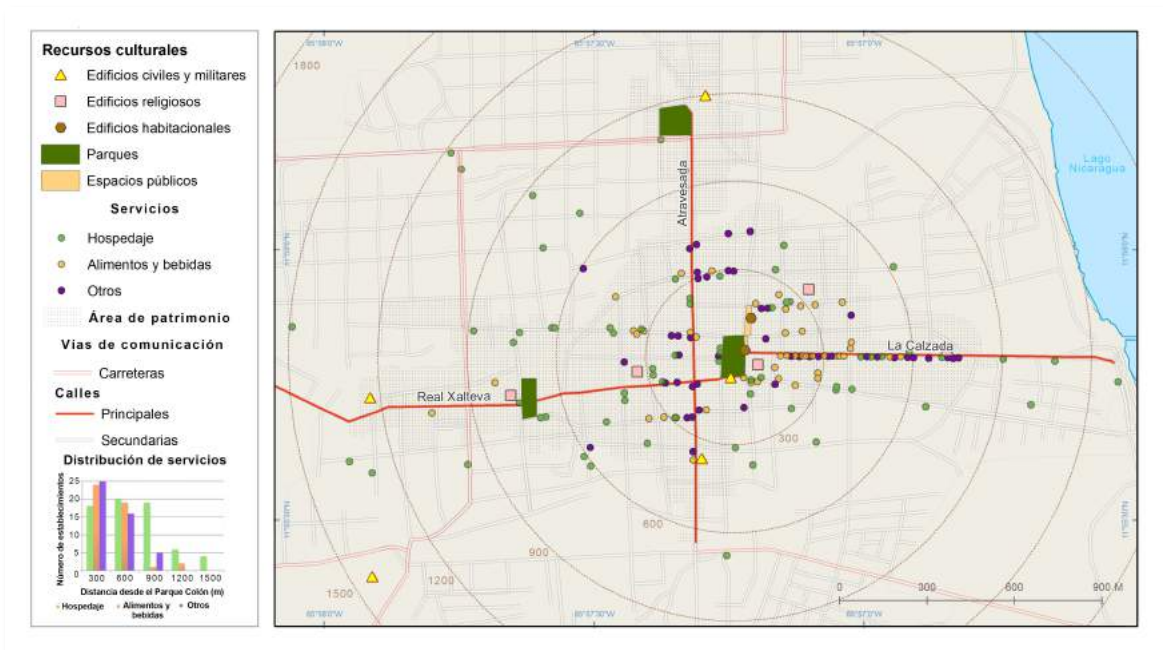 Recursos culturales
Edificios civiles y militares
Edificios religiosos
Edificios habitacionales
Parques
Espacios públicos
Servicios
Hospedaje
Alimentos y bebidas
Otros
Área de patrimonio
Vias de comunicación
Carreteras
Calles
Principales
Secundarias
Distribución de servicios
Número de establecimientos
25
20
15
10
5
0
300 600 900 1200 1500
Distancia desde el Parque Colón (m)
Hospedaje Alimentos y Otros
bebidas
1800
Atravesada
Lago
Nicaragua
La Calzada
Real Xalteva
300
600
900
1200
1500
0 300 600 900 M